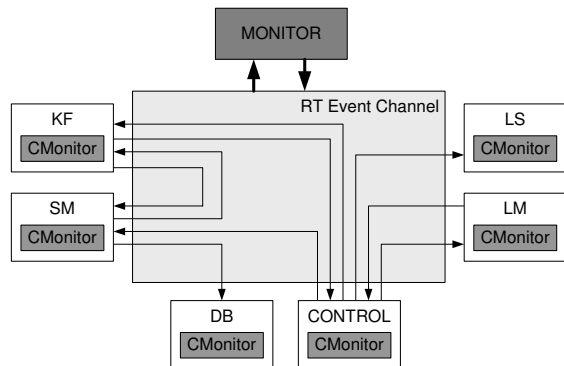 MONITOR
RT Event Channel
KF
CMonitor
LS
CMonitor
SM
CMonitor
LM
CMonitor
DB
CMonitor
CONTROL
CMonitor